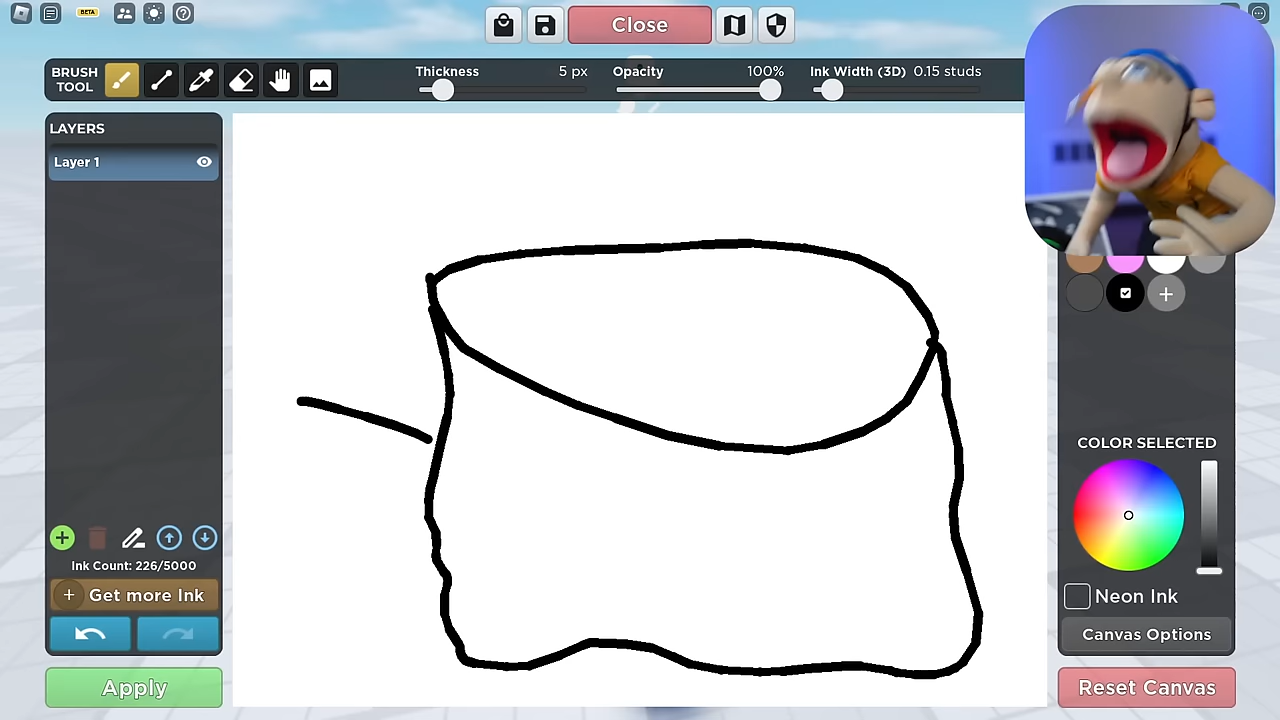 BETA
Close
BRUSH
TOOL
Thickness 5 px
Opacity 100%
Ink Width (3D) 0.15 studs
LAYERS
Layer 1
Ink Count: 226/5000
+ Get more Ink
Apply
COLOR SELECTED
Neon Ink
Canvas Options
Reset Canvas